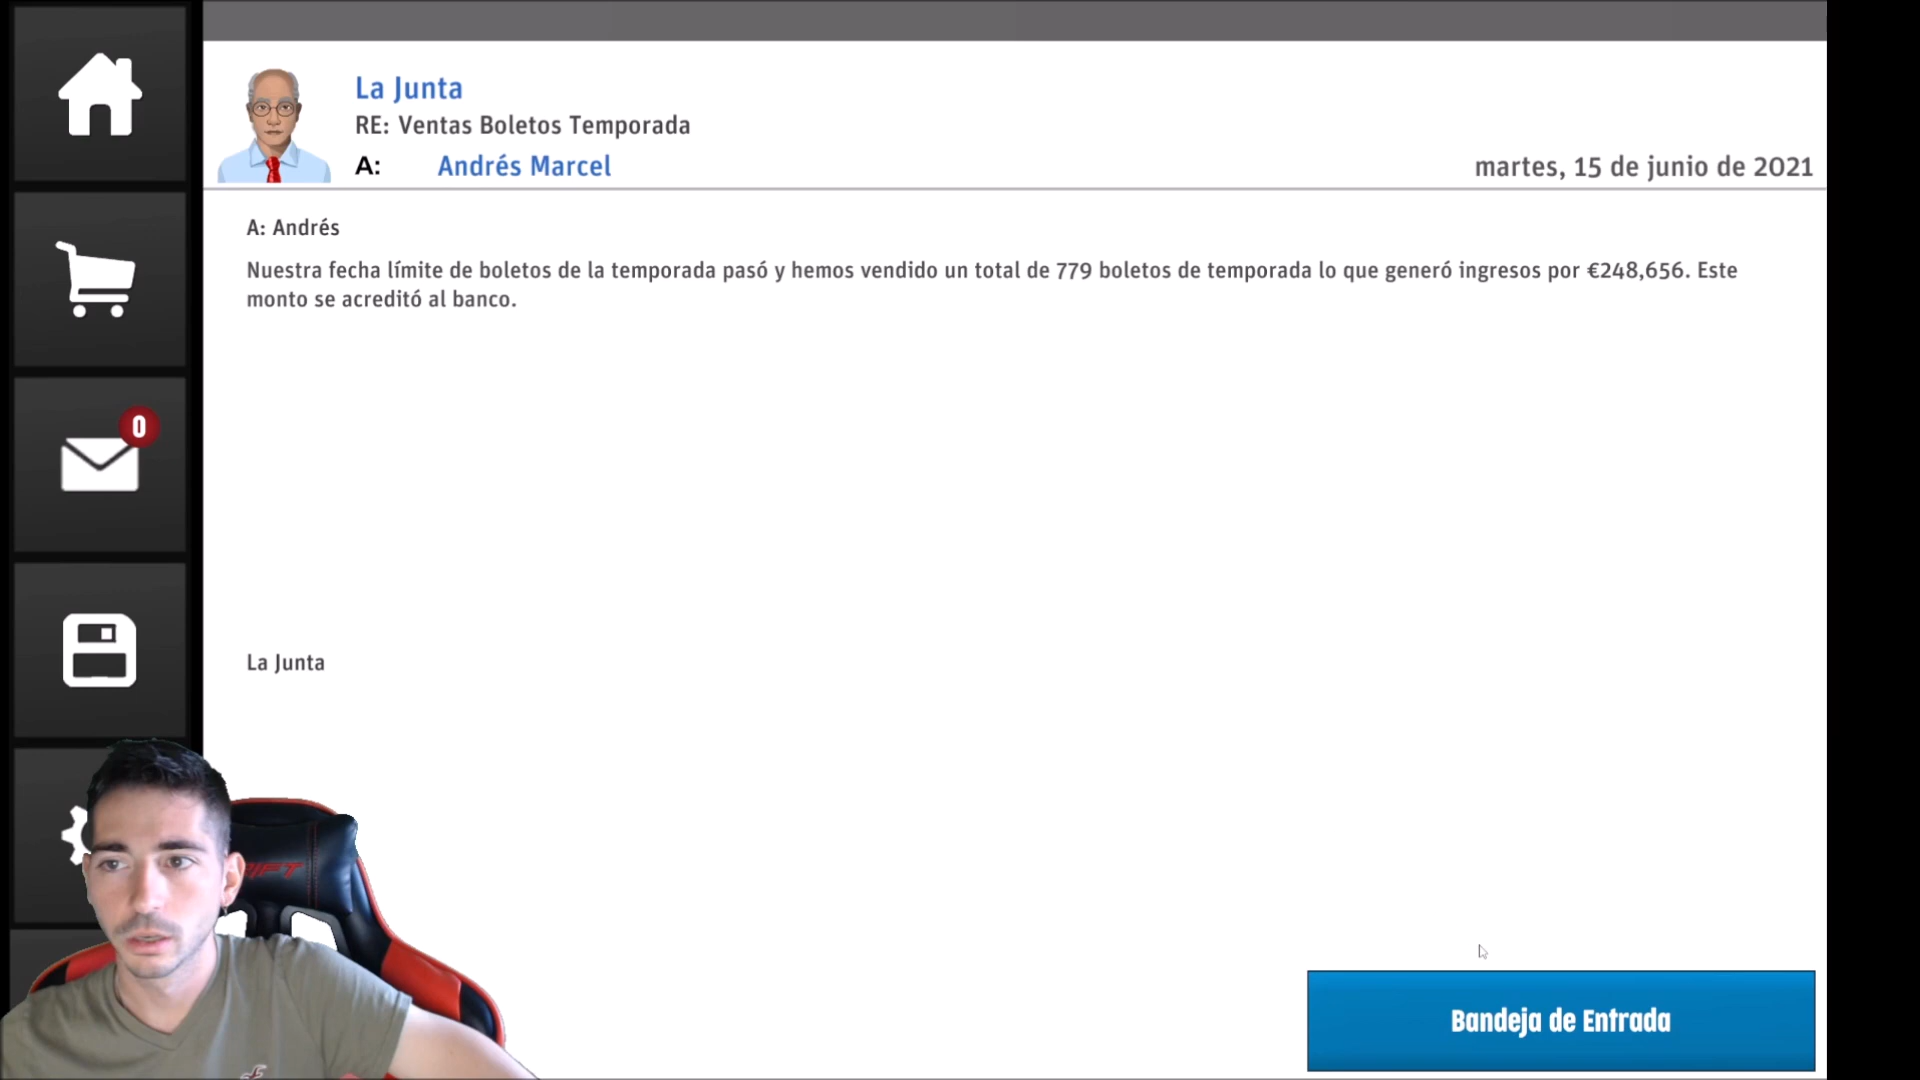 La Junta
RE: Ventas Boletos Temporada
A: Andrés Marcel
martes, 15 de junio de 2021
A: Andrés
Nuestra fecha límite de boletos de la temporada pasó y hemos vendido un total de 779 boletos de temporada lo que generó ingresos por €248,656. Este
monto se acreditó al banco.
0
La Junta
Bandeja de Entrada